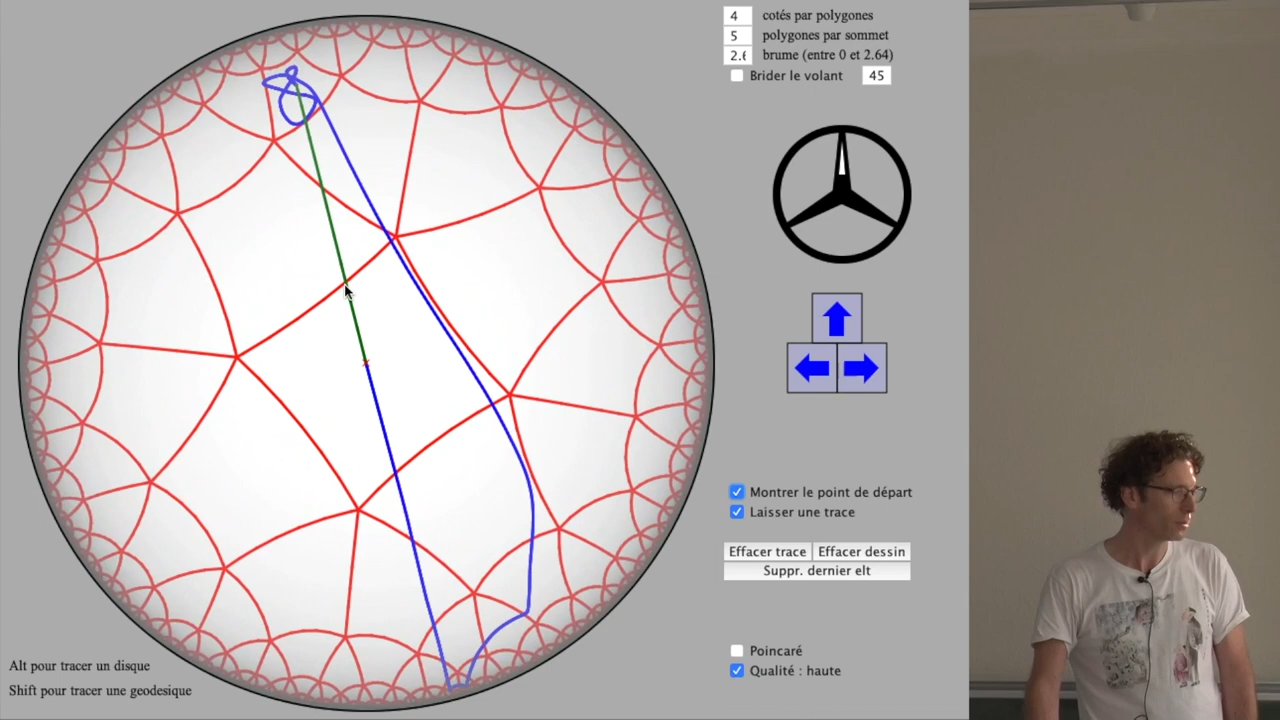 4 cotés par polygones
5 polygones par sommet
2.6 brume (entre 0 et 2.64)
Brider le volant 45
Montrer le point de départ
Laisser une trace
Effacer trace Effacer dessin
Suppr. dernier elt
Poincaré
Qualité : haute
Alt pour tracer un disque
Shift pour tracer une geodesique